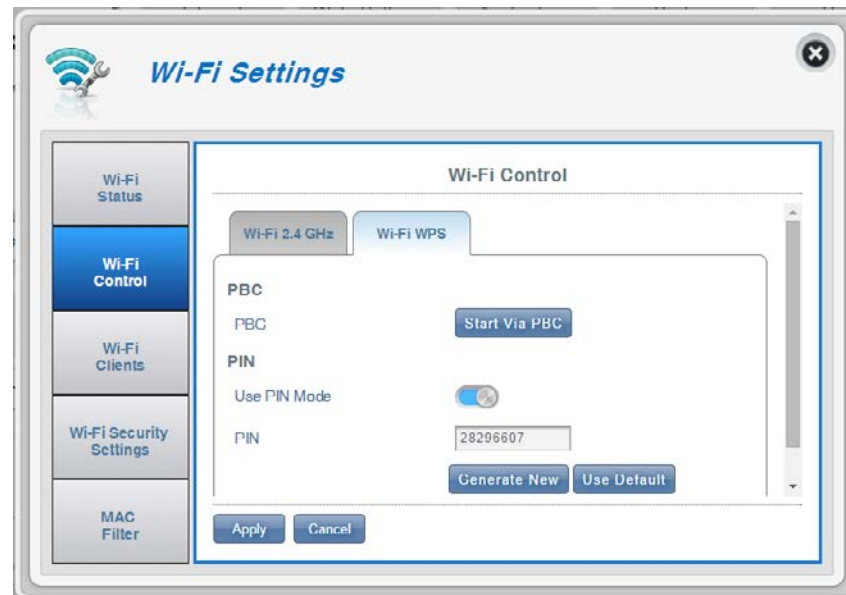 Wi-Fi Settings
Wi-Fi
Status
Wi-Fi
Control
Wi-Fi
Clients
Wi-Fi Security
Settings
MAC
Filter
Wi-Fi Control
Wi-Fi 2.4 GHz
Wi-Fi WPS
PBC
PBC
Start Via PBC
PIN
Use PIN Mode
PIN
28296607
Generate New
Use Default
Apply
Cancel